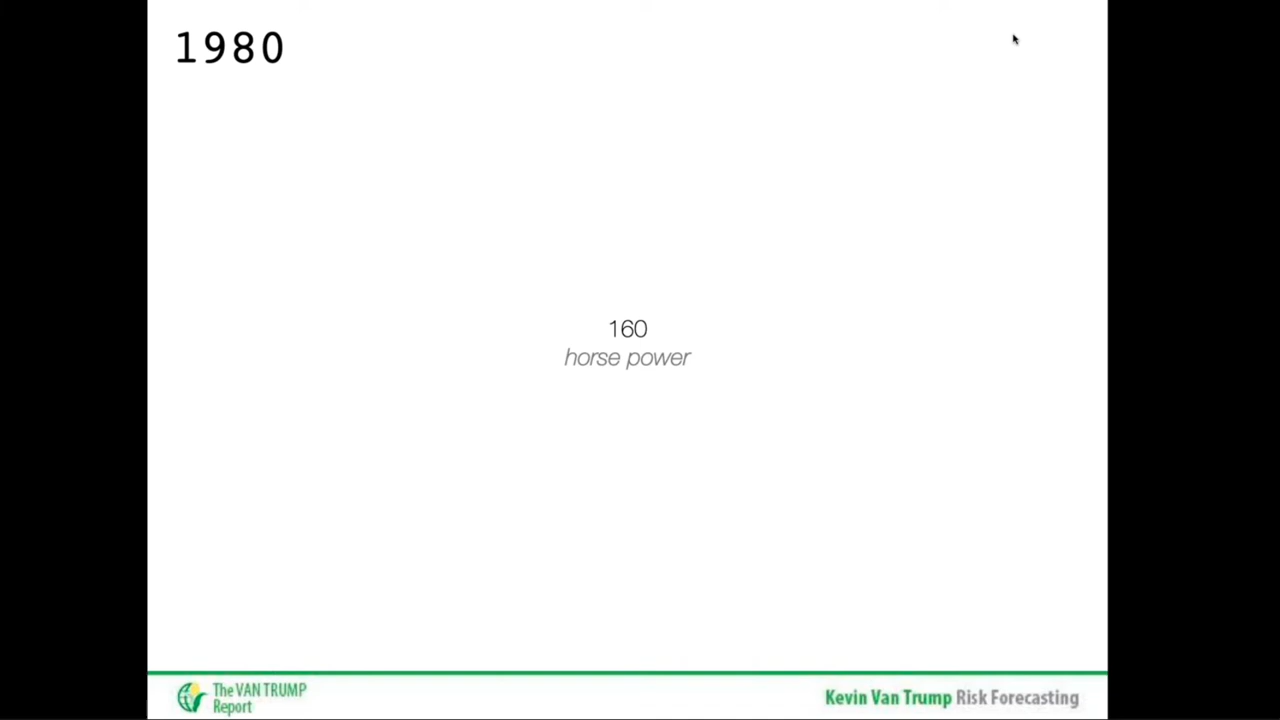 1980
160
horse power
The VAN TRUMP
Report
Kevin Van Trump Risk Forecasting